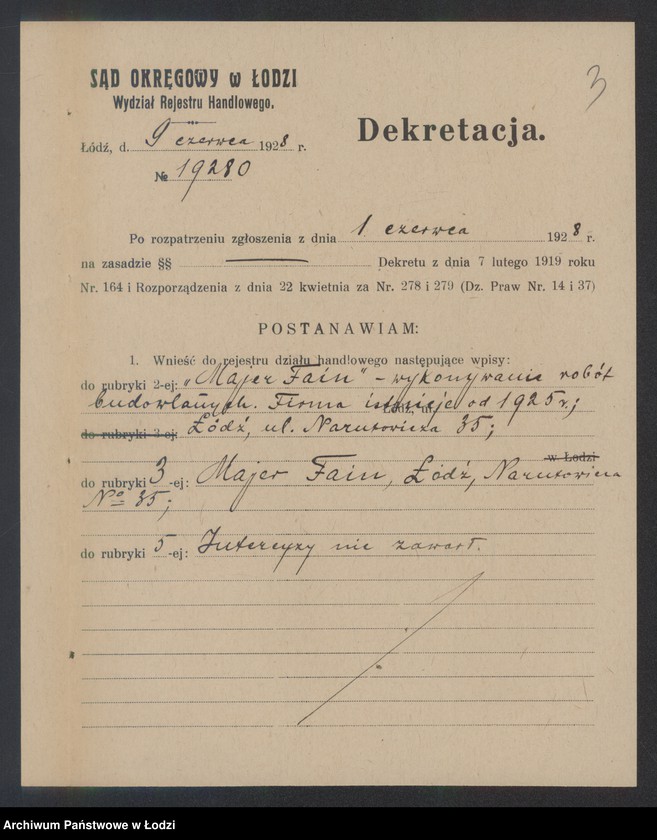 3
SĄD OKRĘGOWY w ŁODZI
Wydział Rejestru Handlowego.
Dekretacja.
Łódź, d. 9 czerwca 1928 r.
№ 19280
Po rozpatrzeniu zgłoszenia z dnia 1 czerwca 1928 r.
na zasadzie §§ — Dekretu z dnia 7 lutego 1919 roku
Nr. 164 i Rozporządzenia z dnia 22 kwietnia za Nr. 278 i 279 (Dz. Praw Nr. 14 i 37)
POSTANAWIAM:
1. Wnieść do rejestru działu handlowego następujące wpisy:
do rubryki 2-ej: „Majer Fain" – wykonywanie robót
budowlanych. Firma istnieje od 1925 r.;
do rubryki 2-ej: Łódź, ul. Narutowicza 35;
w Łodzi
do rubryki 3-ej: Majer Fain, Łódź, Narutowicza
No 35;
do rubryki 5-ej: Intercyzy nie zawarł.
Archiwum Państwowe w Łodzi